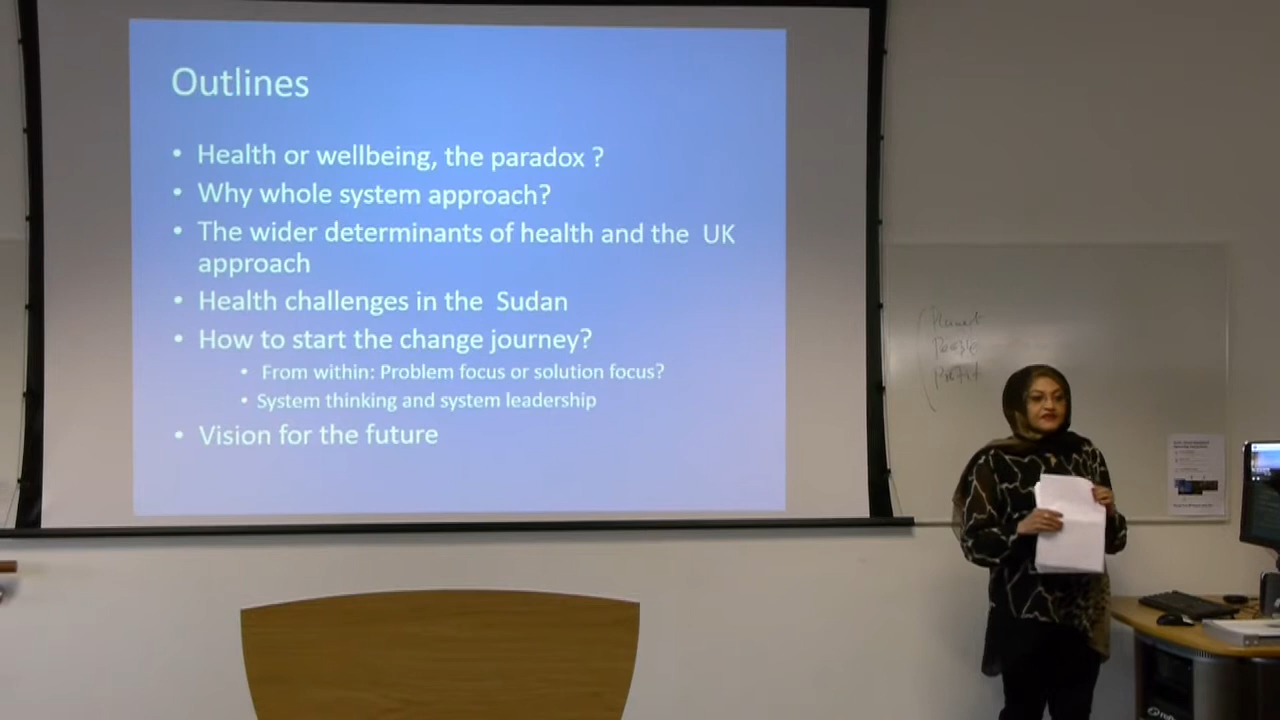 Outlines
• Health or wellbeing, the paradox ?
• Why whole system approach?
• The wider determinants of health and the  UK
approach
• Health challenges in the  Sudan
• How to start the change journey?
• From within: Problem focus or solution focus?
• System thinking and system leadership
• Vision for the future
People
Profit